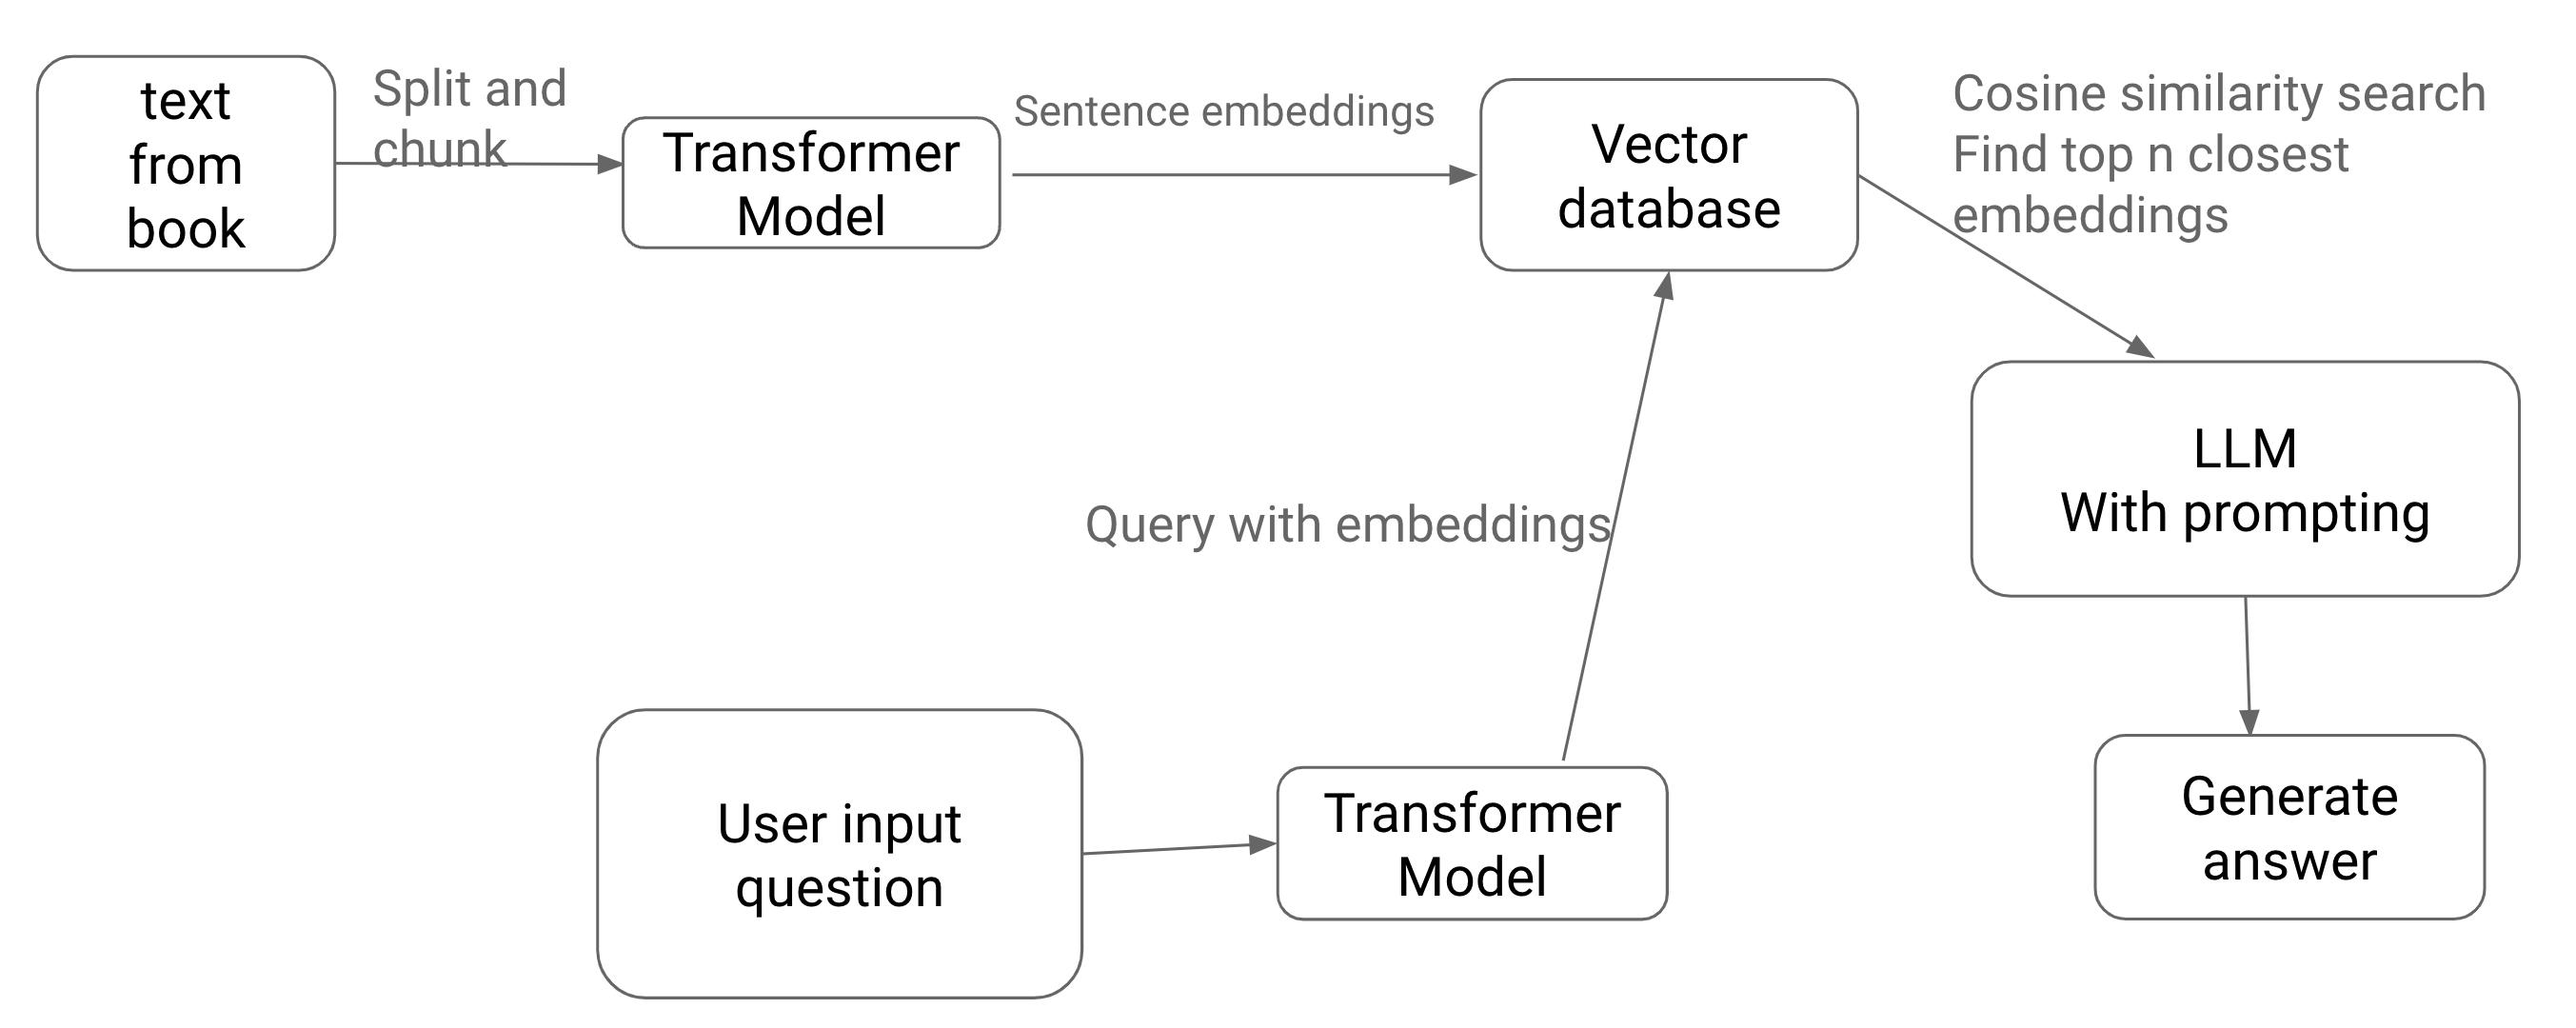 text
from
book
Split and
chunk
Transformer
Model
Sentence embeddings
Vector
database
Cosine similarity search
Find top n closest
embeddings
LLM
With prompting
Query with embeddings
User input
question
Transformer
Model
Generate
answer